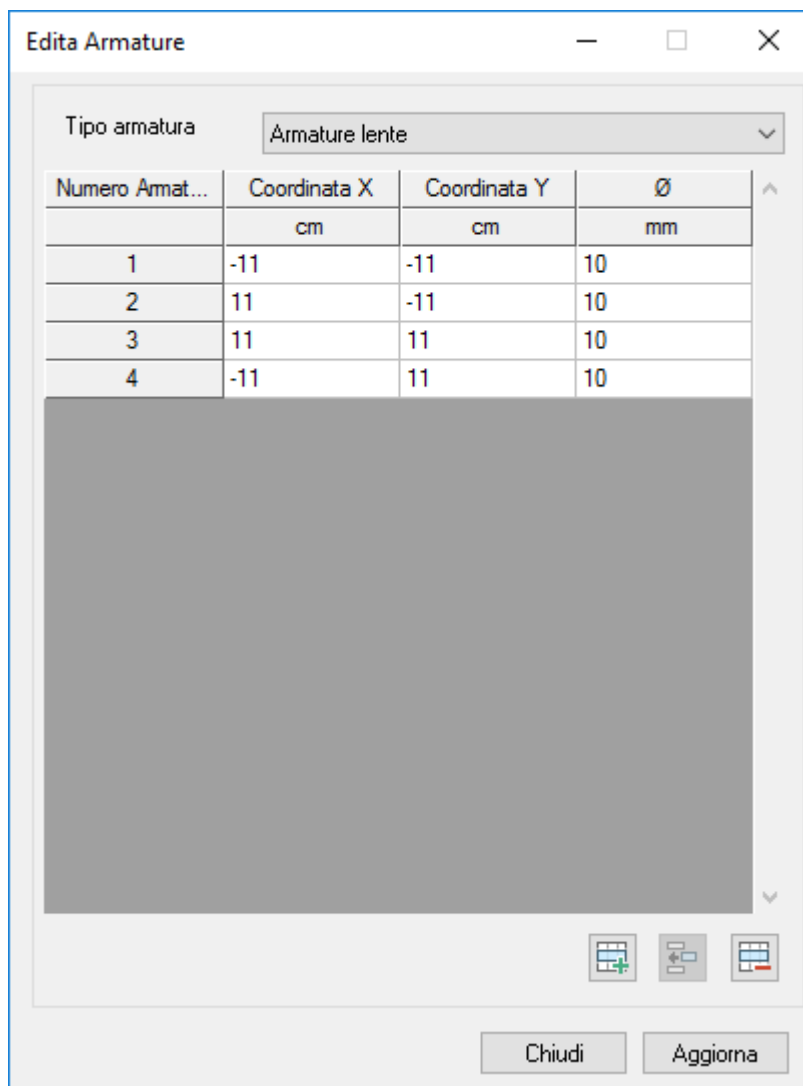 Edita Armature
Tipo armatura Armature lente
Numero Armat... Coordinata X Coordinata Y Ø
cm cm mm
1 -11 -11 10
2 11 -11 10
3 11 11 10
4 -11 11 10
Chiudi Aggiorna